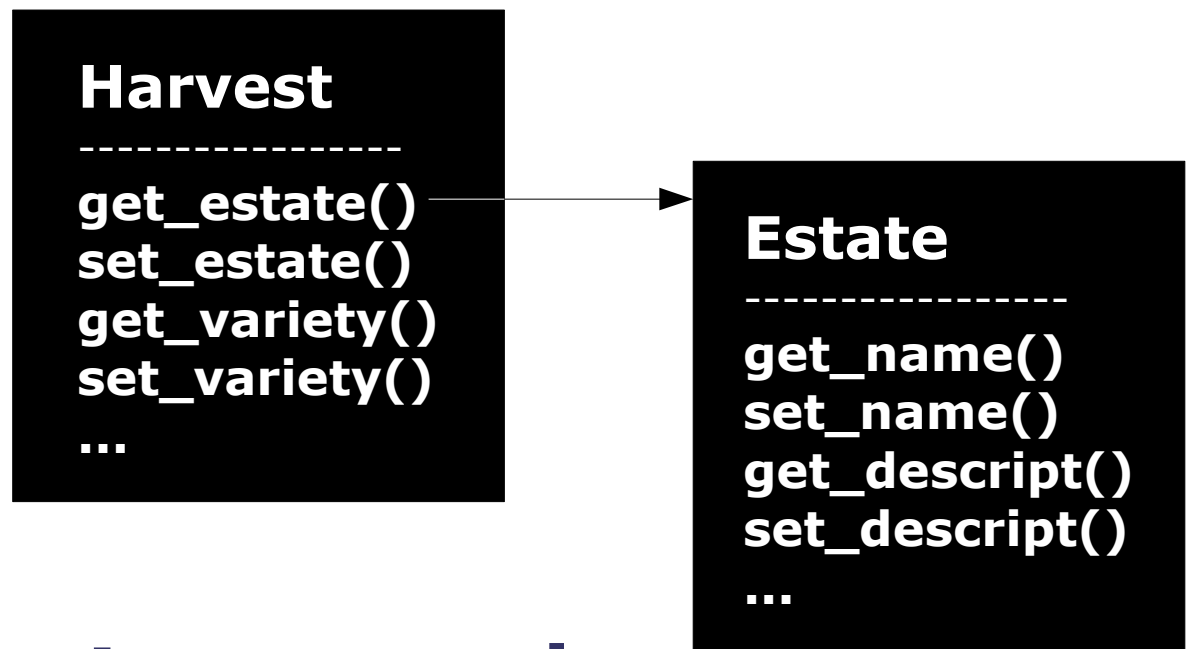 Harvest
-----------------
get_estate()
set_estate()
get_variety()
set_variety()
...
Estate
-----------------
get_name()
set_name()
get_descript()
set_descript()
...